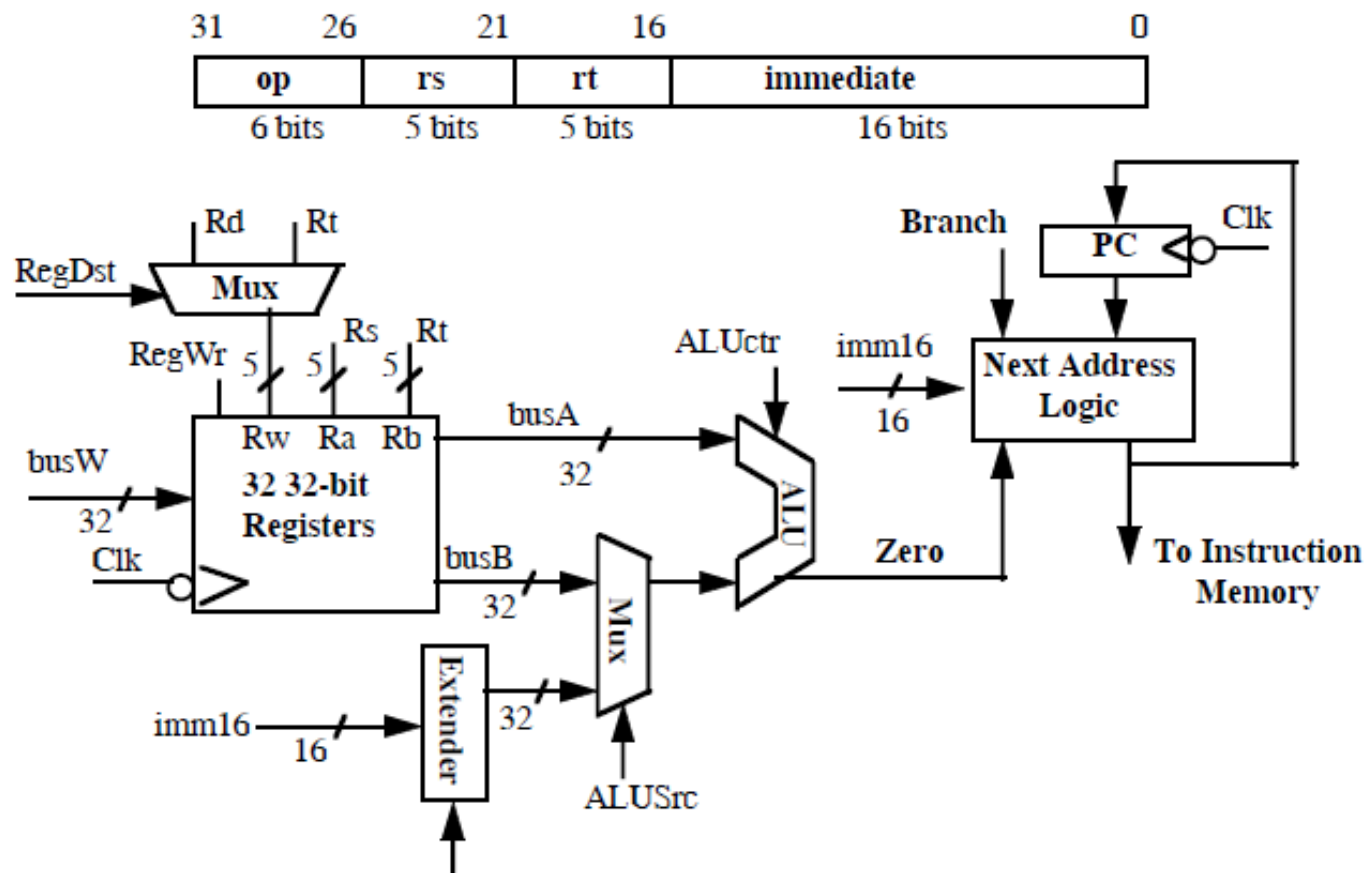 31 26 21 16 0
op rs rt immediate
6 bits 5 bits 5 bits 16 bits
Rd Rt
RegDst
Mux
Branch
PC
Clk
RegWr
5
5
5
Rs
Rt
ALUctr
imm16
16
Next Address
Logic
Rw Ra Rb
busA
32
busW
32
32 32-bit
Registers
ALU
Clk
busB
32
Mux
Zero
To Instruction
Memory
Extender
32
imm16
16
ALUSrc